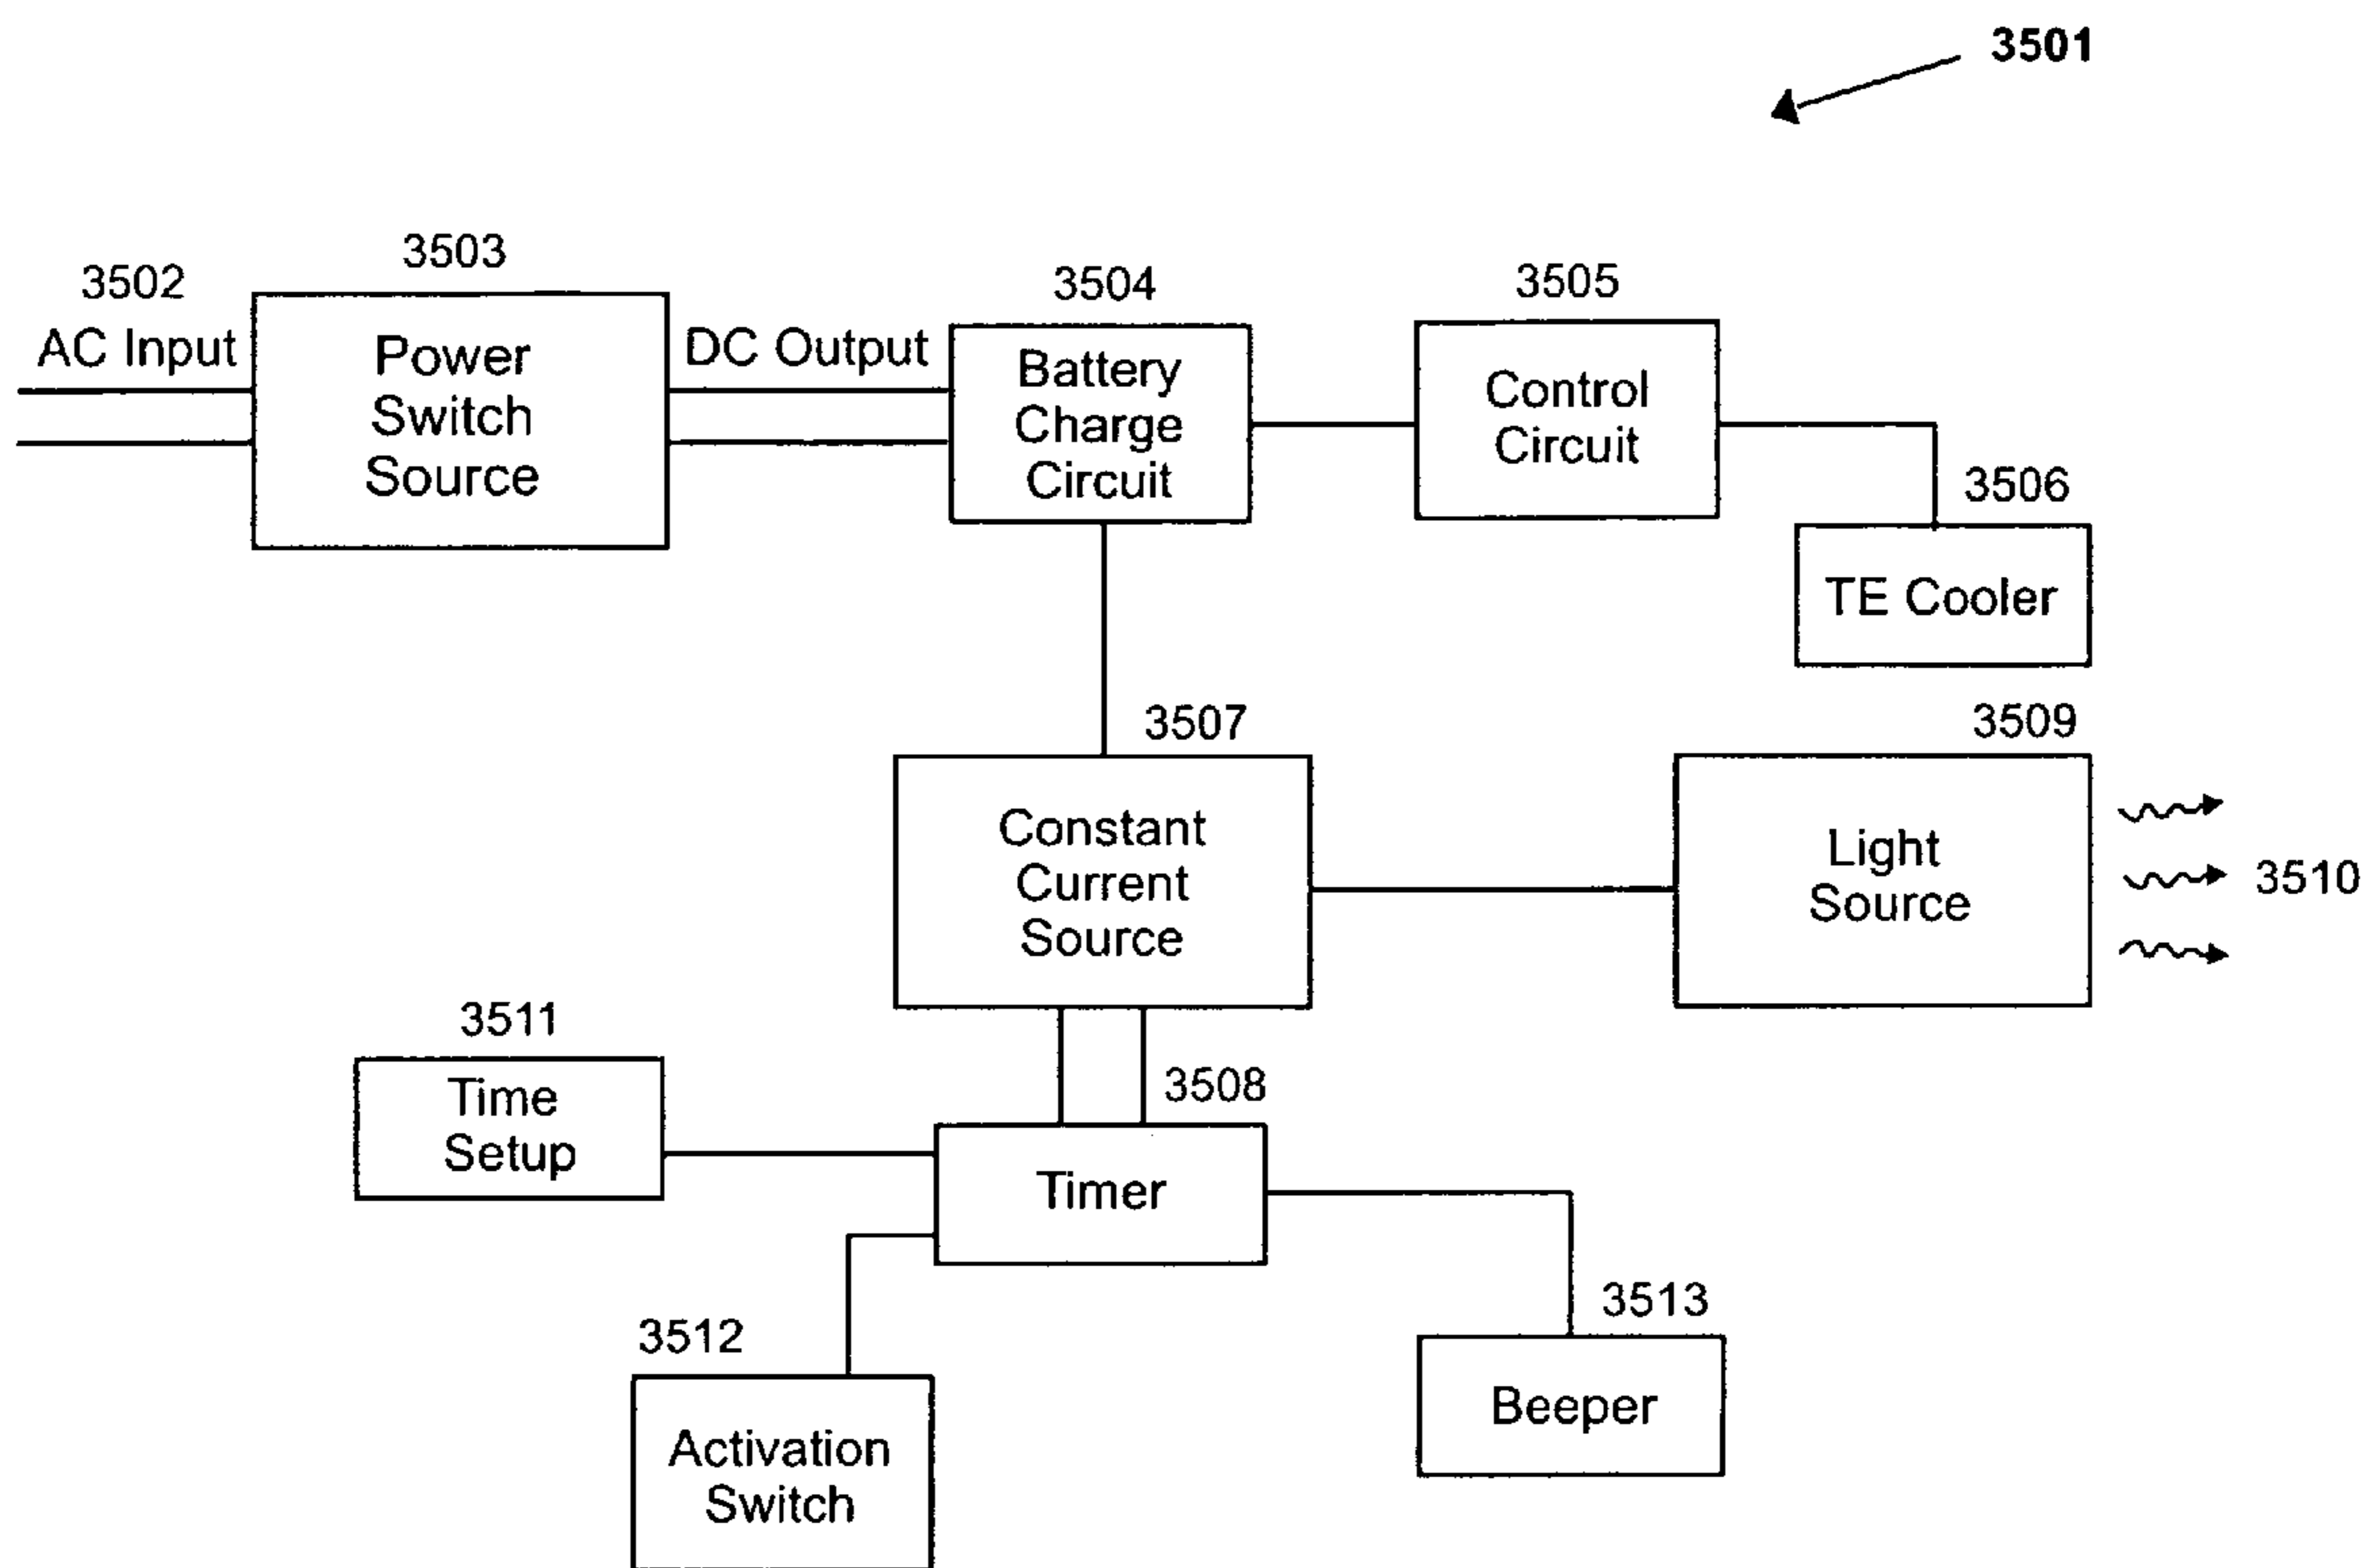 3501
3502
AC Input
3503
Power
Switch
Source
DC Output
3504
Battery
Charge
Circuit
3505
Control
Circuit
3506
TE Cooler
3507
Constant
Current
Source
3509
Light
Source
3510
3511
Time
Setup
3508
Timer
3512
Activation
Switch
3513
Beeper